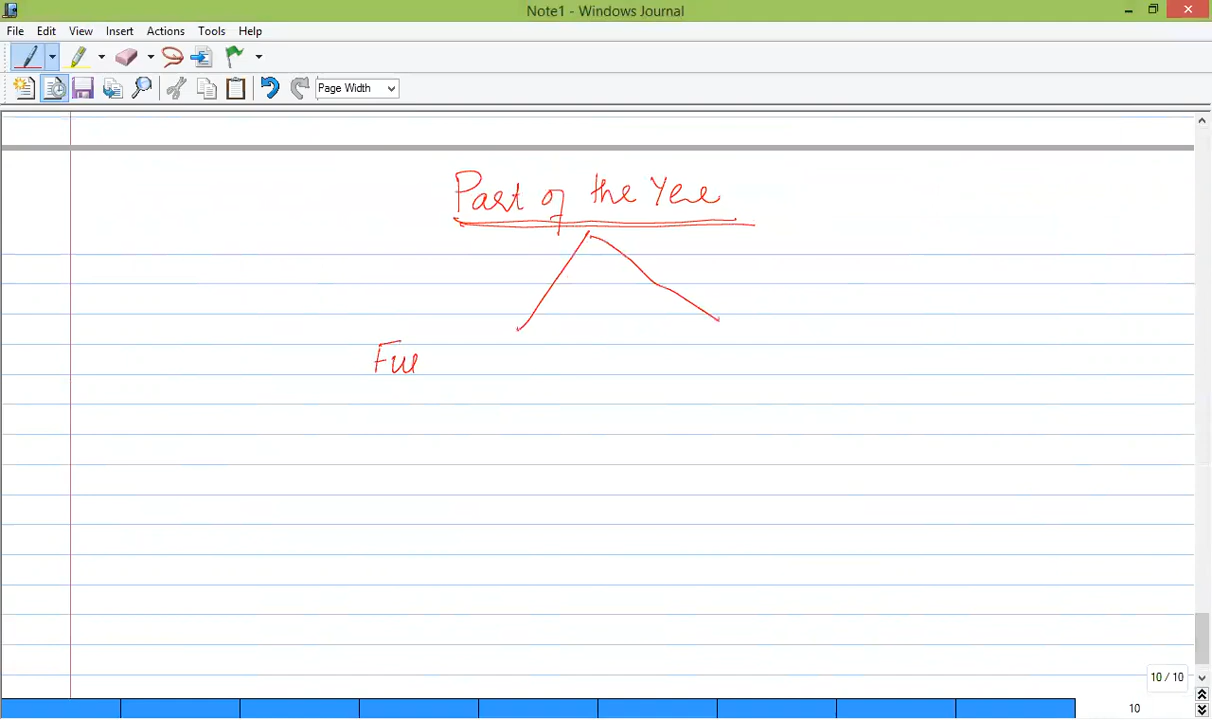 Note1 - Windows Journal
File Edit View Insert Actions Tools Help
Page Width
Part of the Yere
Fue
10 / 10
10